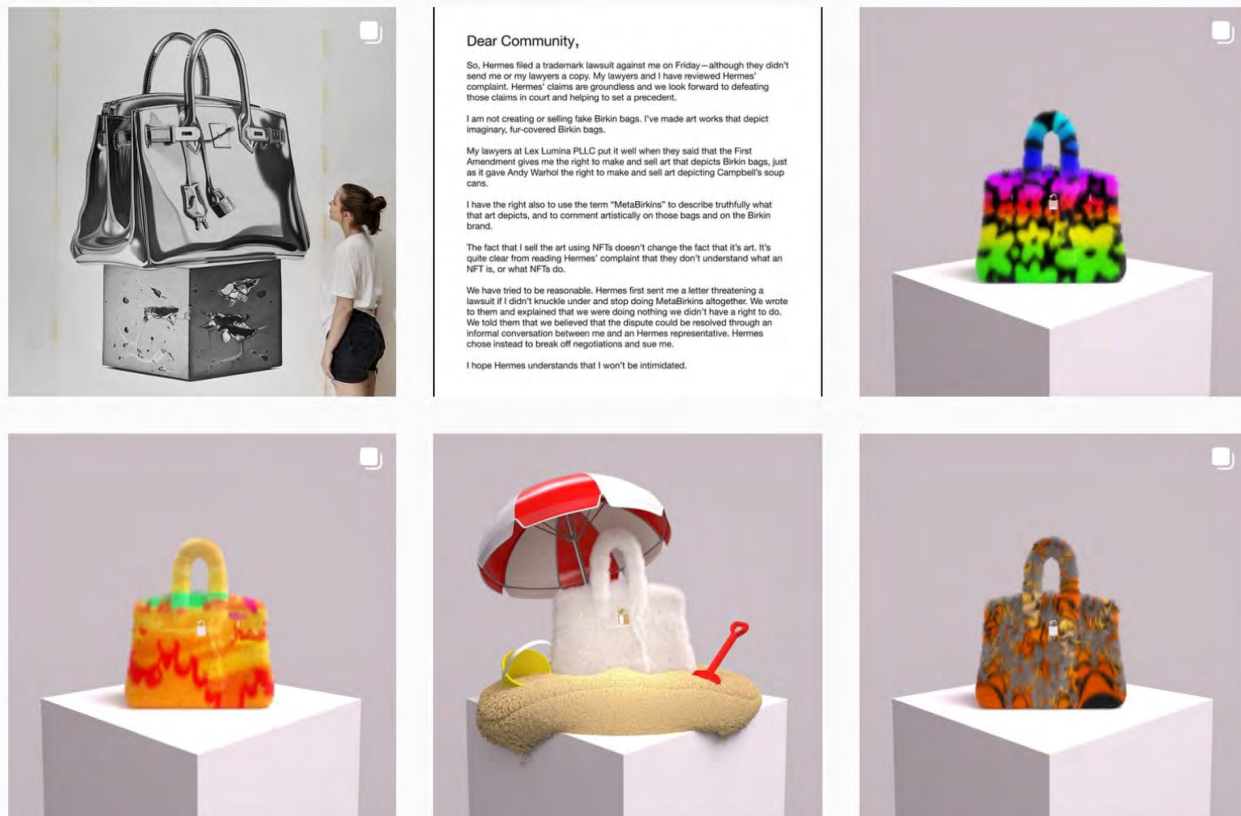 Dear Community,
So, Hermes filed a trademark lawsuit against me on Friday—although they didn't
send me or my lawyers a copy. My lawyers and I have reviewed Hermes'
complaint. Hermes' claims are groundless and we look forward to defeating
those claims in court and helping to set a precedent.
I am not creating or selling fake Birkin bags. I've made art works that depict
imaginary, fur-covered Birkin bags.
My lawyers at Lex Lumina PLLC put it well when they said that the First
Amendment gives me the right to make and sell art that depicts Birkin bags, just
as it gave Andy Warhol the right to make and sell art depicting Campbell's soup
cans.
I have the right also to use the term “MetaBirkins” to describe truthfully what
that art depicts, and to comment artistically on those bags and on the Birkin
brand.
The fact that I sell the art using NFTs doesn't change the fact that it's art. It's
quite clear from reading Hermes' complaint that they don't understand what an
NFT is, or what NFTs do.
We have tried to be reasonable. Hermes first sent me a letter threatening a
lawsuit if I didn't knuckle under and stop doing MetaBirkins altogether. We wrote
to them and explained that we were doing nothing we didn't have a right to do.
We told them that we believed that the dispute could be resolved through an
informal conversation between me and an Hermes representative. Hermes
chose instead to break off negotiations and sue me.
I hope Hermes understands that I won't be intimidated.